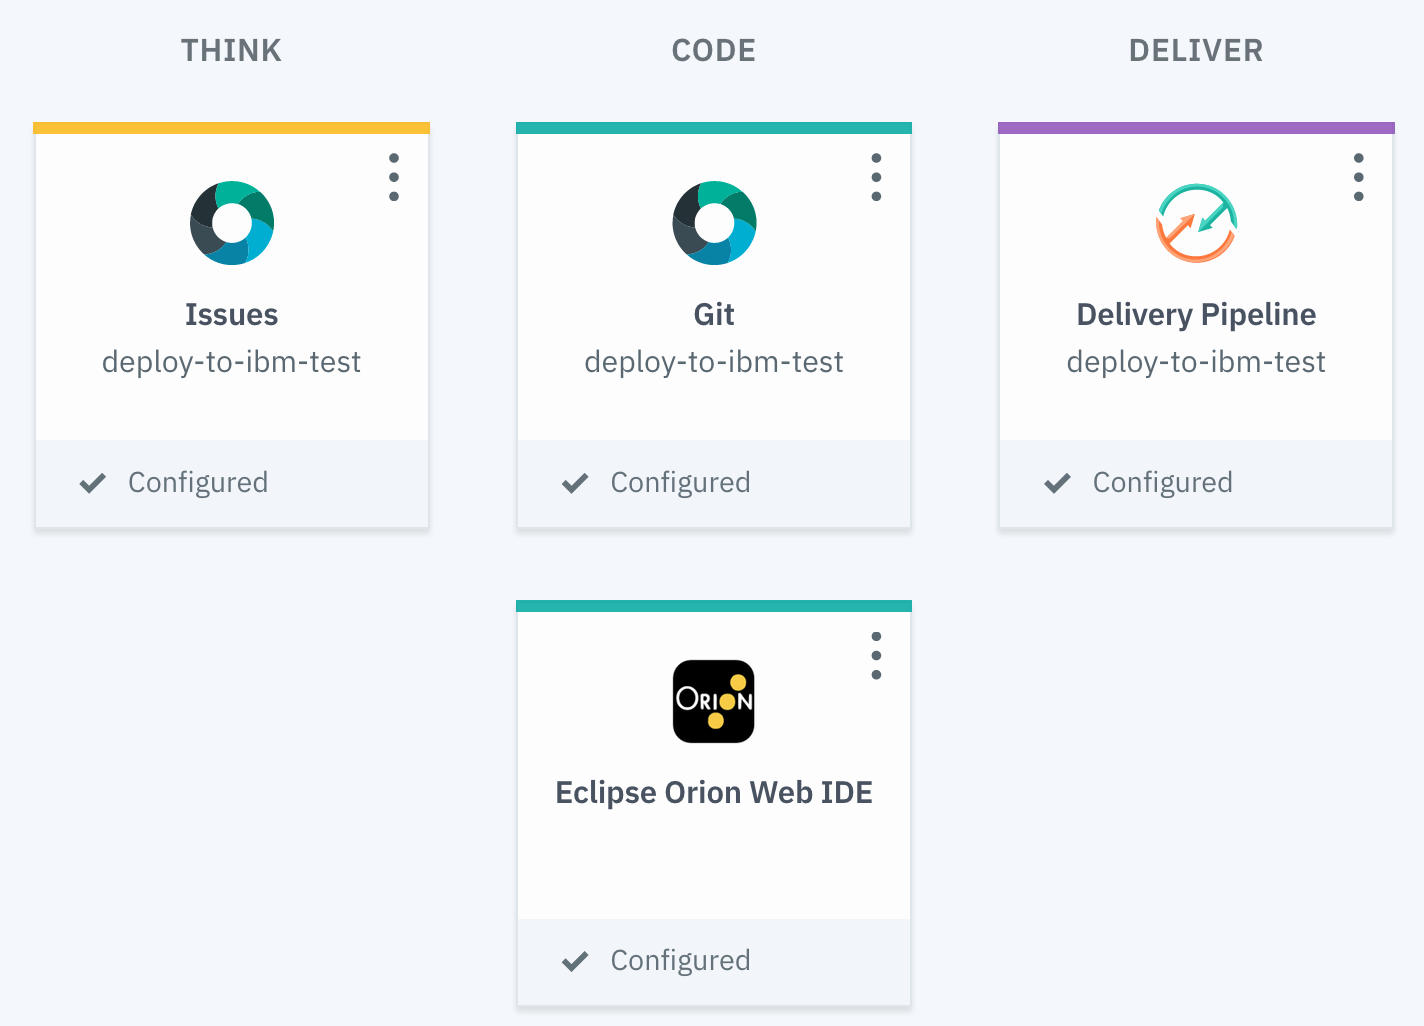 THINK
CODE
DELIVER
Issues
deploy-to-ibm-test
Configured
Git
deploy-to-ibm-test
Configured
Delivery Pipeline
deploy-to-ibm-test
Configured
ORION
Eclipse Orion Web IDE
Configured